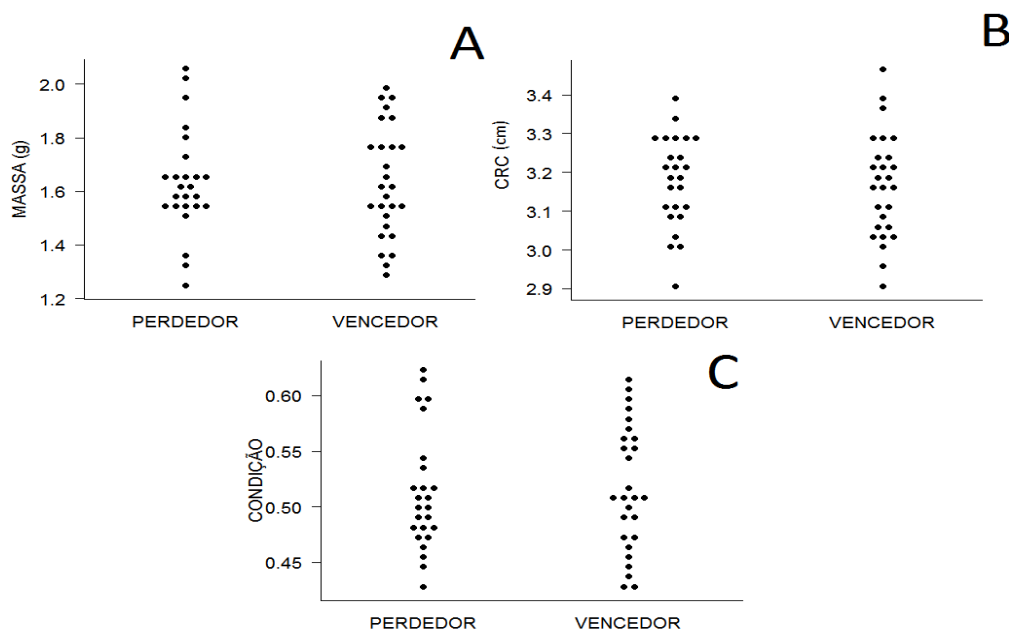 A
MASSA (g)
2.0
1.8
1.6
1.4
1.2
PERDEDOR VENCEDOR
B
CRC (cm)
3.4
3.3
3.2
3.1
3.0
2.9
PERDEDOR VENCEDOR
C
CONDIÇÃO
0.60
0.55
0.50
0.45
PERDEDOR VENCEDOR